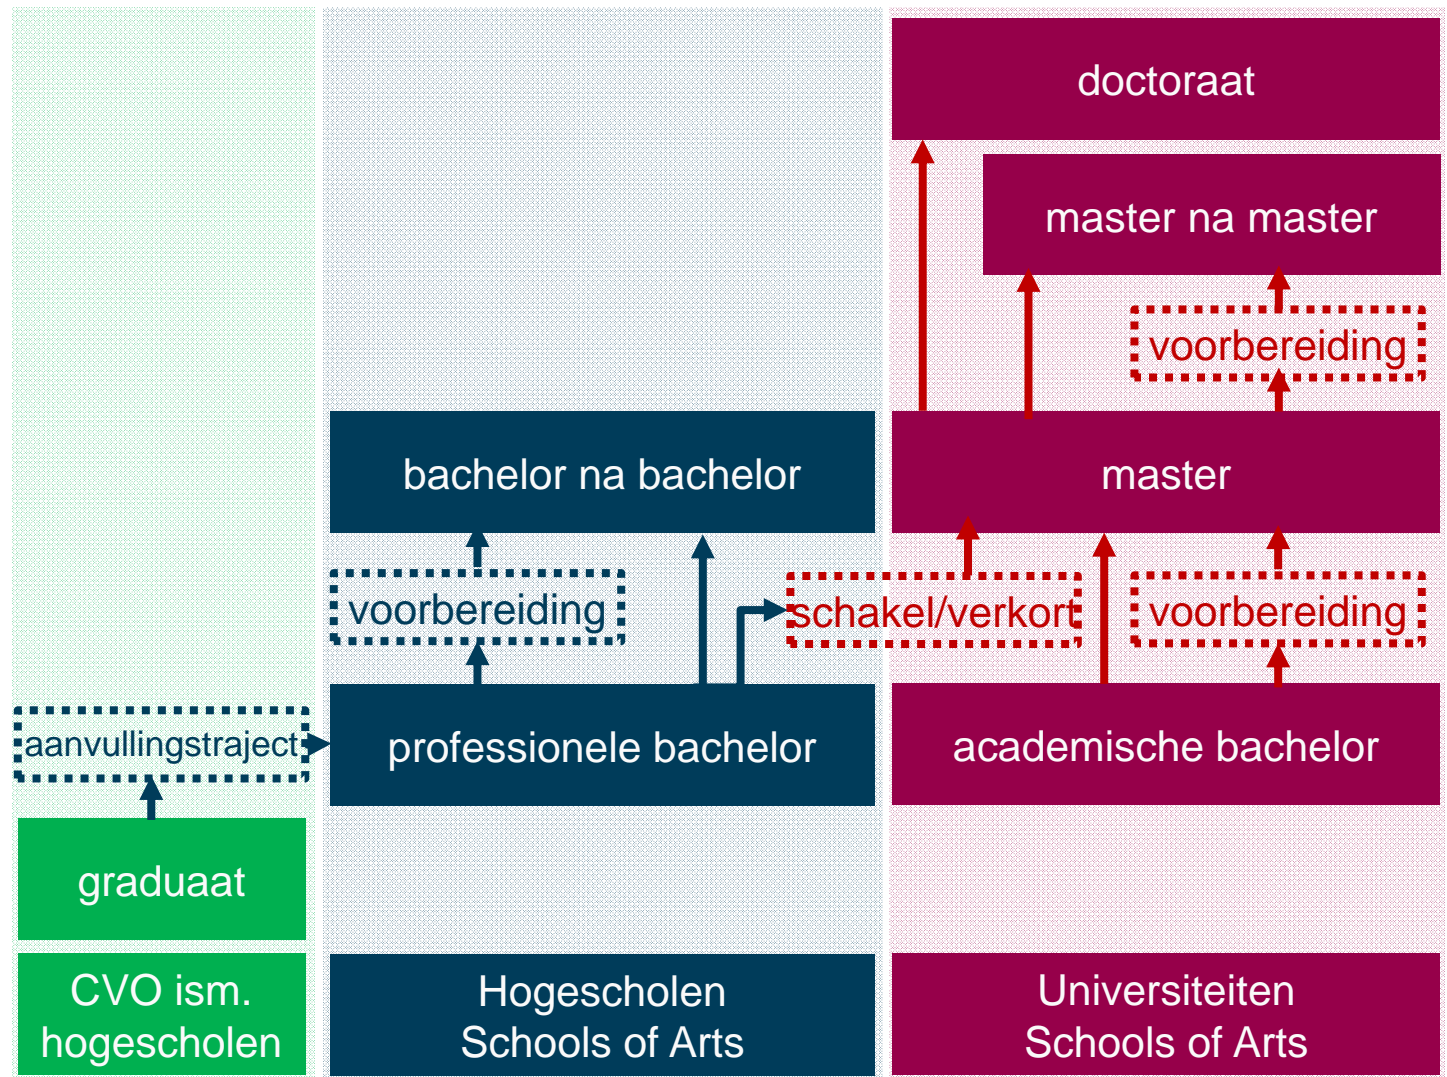 doctoraat
master na master
voorbereiding
bachelor na bachelor
master
voorbereiding
schakel/verkort
voorbereiding
aanvullingstraject
professionele bachelor
academische bachelor
graduaat
CVO ism.
hogescholen
Hogescholen
Schools of Arts
Universiteiten
Schools of Arts